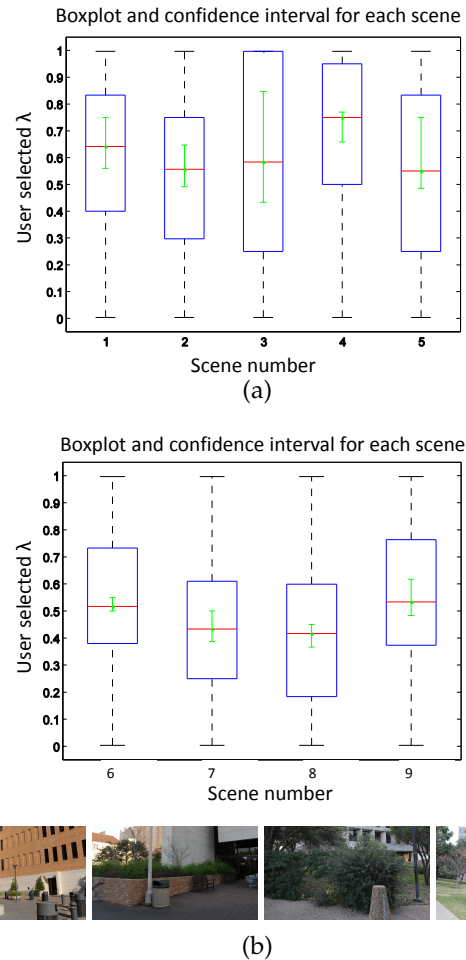 Boxplot and confidence interval for each scene
User selected λ
1
0.9
0.8
0.7
0.6
0.5
0.4
0.3
0.2
0.1
0
1 2 3 4 5
Scene number
(a)
Boxplot and confidence interval for each scene
User selected λ
1
0.9
0.8
0.7
0.6
0.5
0.4
0.3
0.2
0.1
0
6 7 8 9
Scene number
(b)